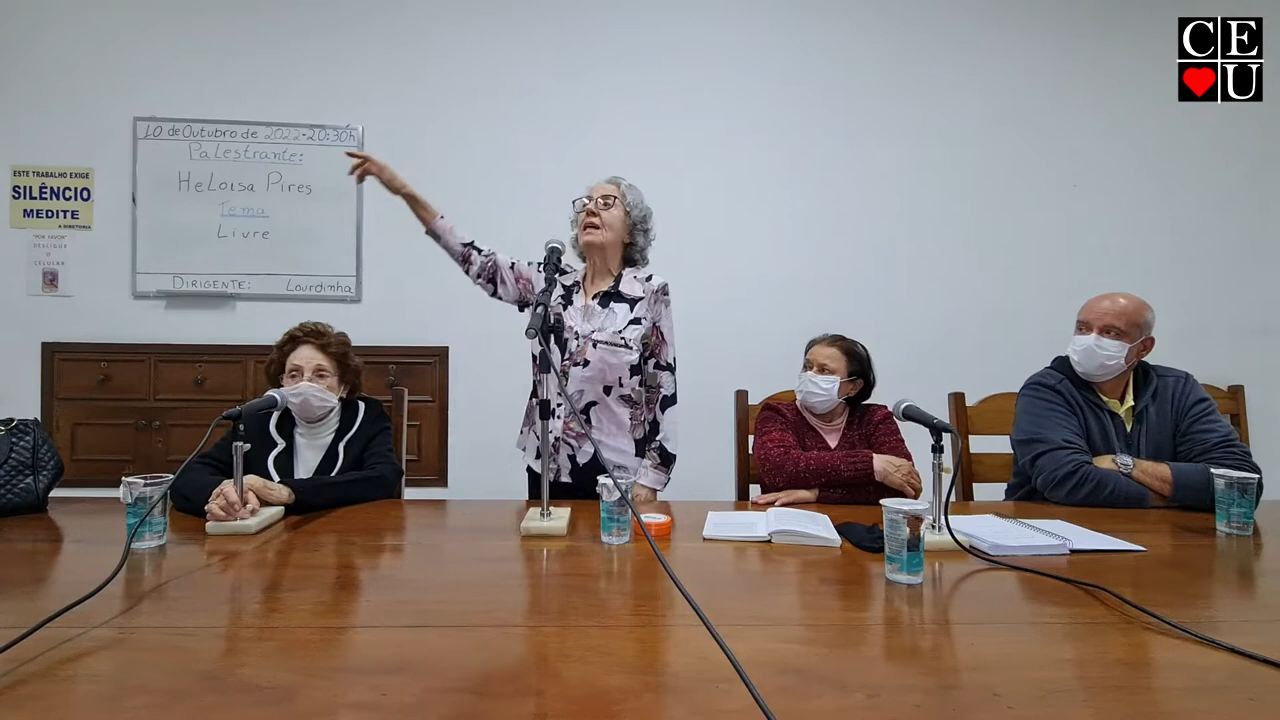 CE
U
10 de Outubro de 2022-20:30h
Palestrante:
Heloisa Pires
Tema
Livre
DIRIGENTE: Lourdinha
ESTE TRABALHO EXIGE
SILÊNCIO
MEDITE
A DIRETORIA
"POR FAVOR"
DESLIGUE
O
CELULAR